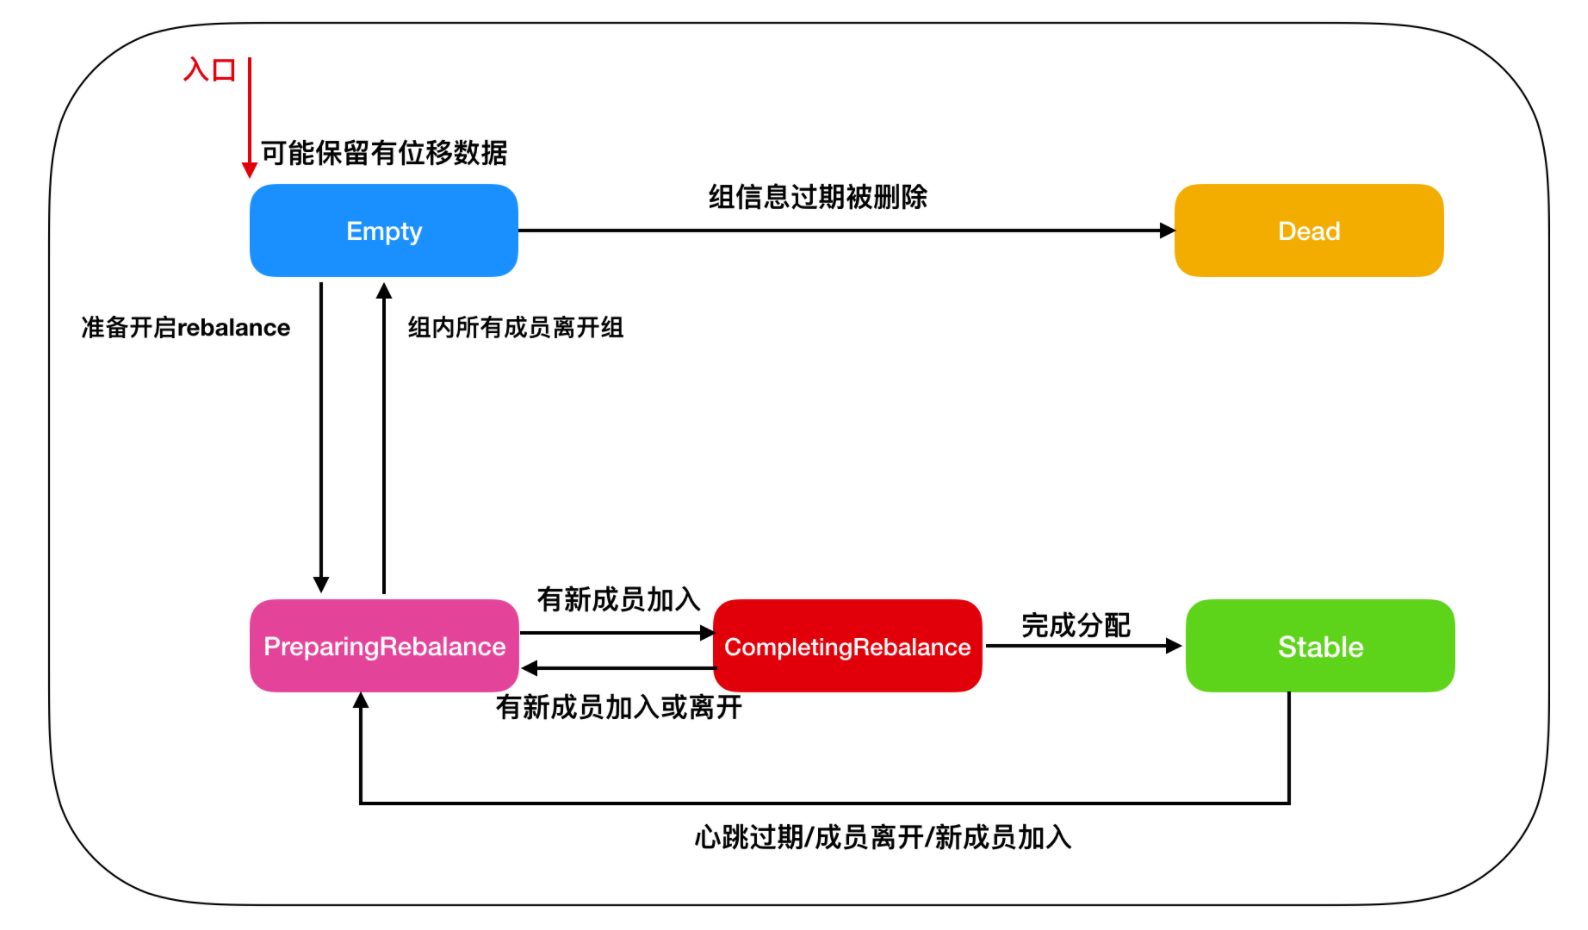 入口
可能保留有位移数据
组信息过期被删除
Empty
Dead
准备开启rebalance
组内所有成员离开组
有新成员加入
完成分配
PreparingRebalance
CompletingRebalance
Stable
有新成员加入或离开
心跳过期/成员离开/新成员加入